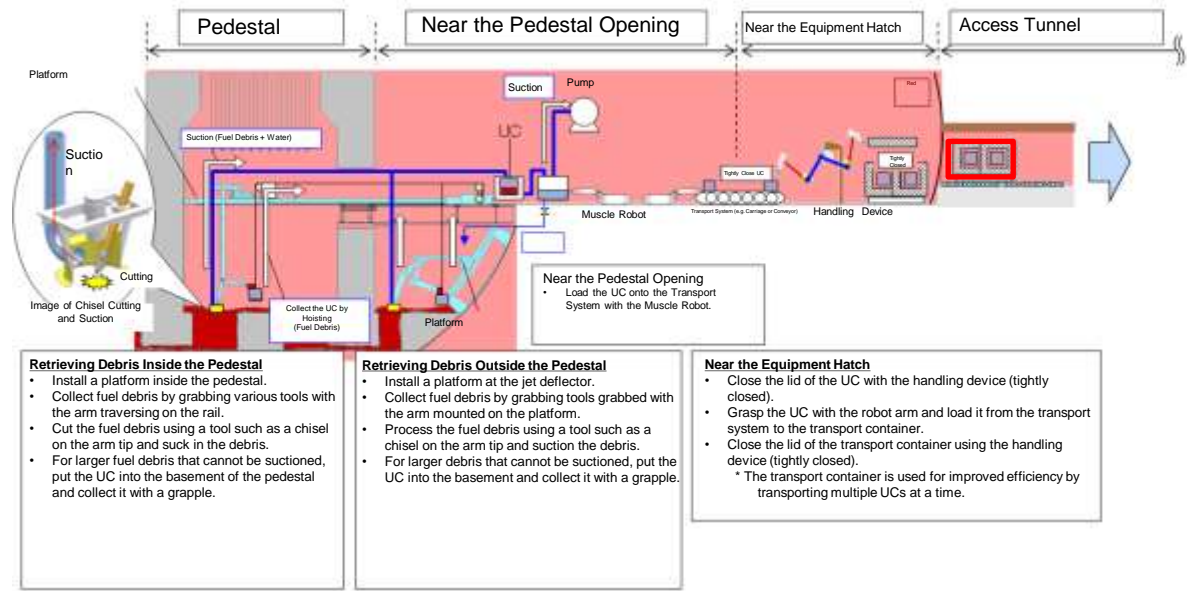 Pedestal
Near the Pedestal Opening
Near the Equipment Hatch
Access Tunnel
Platform
Suction
Pump
Red
Suction (Fuel Debris + Water)
UC
Suctio
n
Tightly
Closed
Tightly Close UC
Muscle Robot
Transport System (e.g. Carriage or Conveyor)
Handling Device
Cutting
Image of Chisel Cutting
and Suction
Collect the UC by
Hoisting
(Fuel Debris)
Platform
Near the Pedestal Opening
• Load the UC onto the Transport
System with the Muscle Robot.
Retrieving Debris Inside the Pedestal
• Install a platform inside the pedestal.
• Collect fuel debris by grabbing various tools with
the arm traversing on the rail.
• Cut the fuel debris using a tool such as a chisel
on the arm tip and suck in the debris.
• For larger fuel debris that cannot be suctioned,
put the UC into the basement of the pedestal
and collect it with a grapple.
Retrieving Debris Outside the Pedestal
• Install a platform at the jet deflector.
• Collect fuel debris by grabbing tools grabbed with
the arm mounted on the platform.
• Process the fuel debris using a tool such as a
chisel on the arm tip and suction the debris.
• For larger debris that cannot be suctioned, put the
UC into the basement and collect it with a grapple.
Near the Equipment Hatch
• Close the lid of the UC with the handling device (tightly
closed).
• Grasp the UC with the robot arm and load it from the transport
system to the transport container.
• Close the lid of the transport container using the handling
device (tightly closed).
* The transport container is used for improved efficiency by
transporting multiple UCs at a time.